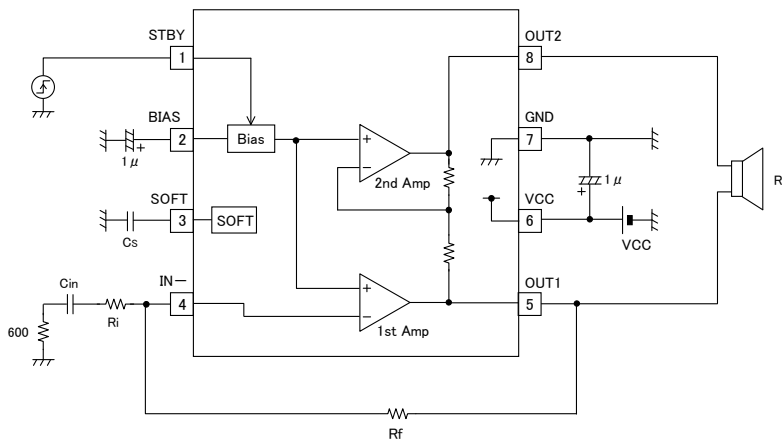 STBY
1
OUT2
8
BIAS
2
1μ
+
Bias
+
−
2nd Amp
GND
7
1μ
+
R
SOFT
3
Cs
SOFT
VCC
6
VCC
IN−
4
Cin
Ri
600
+
−
1st Amp
OUT1
5
Rf